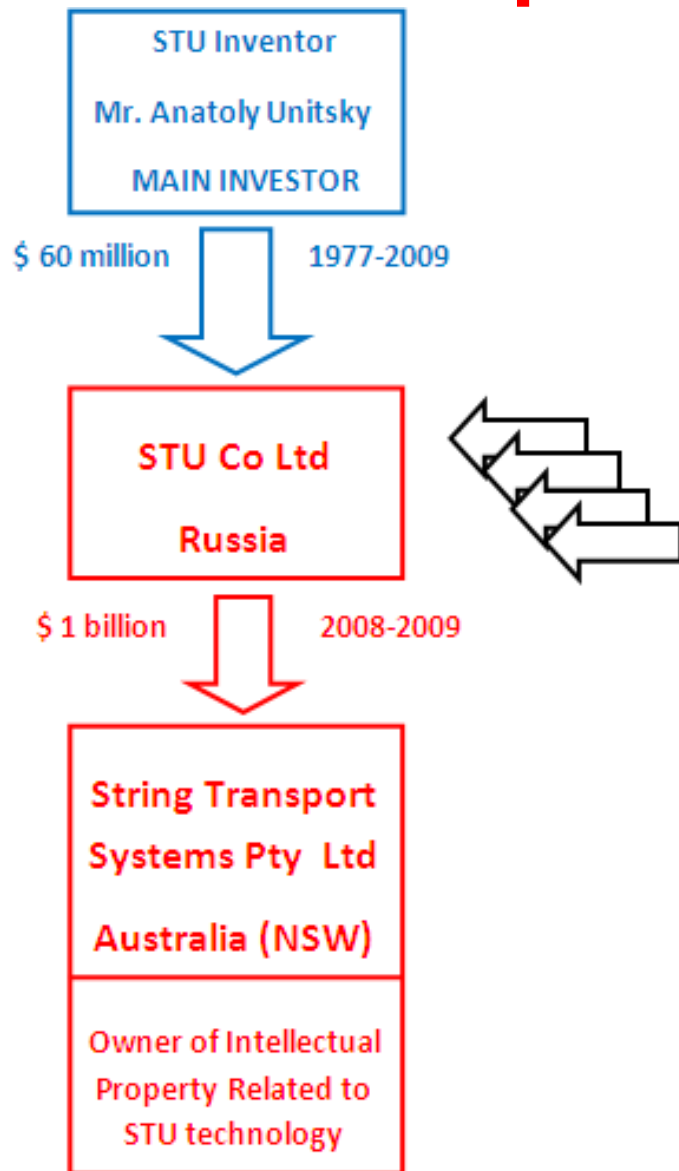 STU Inventor
Mr. Anatoly Unitsky
MAIN INVESTOR
$ 60 million 1977-2009
STU Co Ltd
Russia
$ 1 billion 2008-2009
String Transport
Systems Pty Ltd
Australia (NSW)
Owner of Intellectual
Property Related to
STU technology